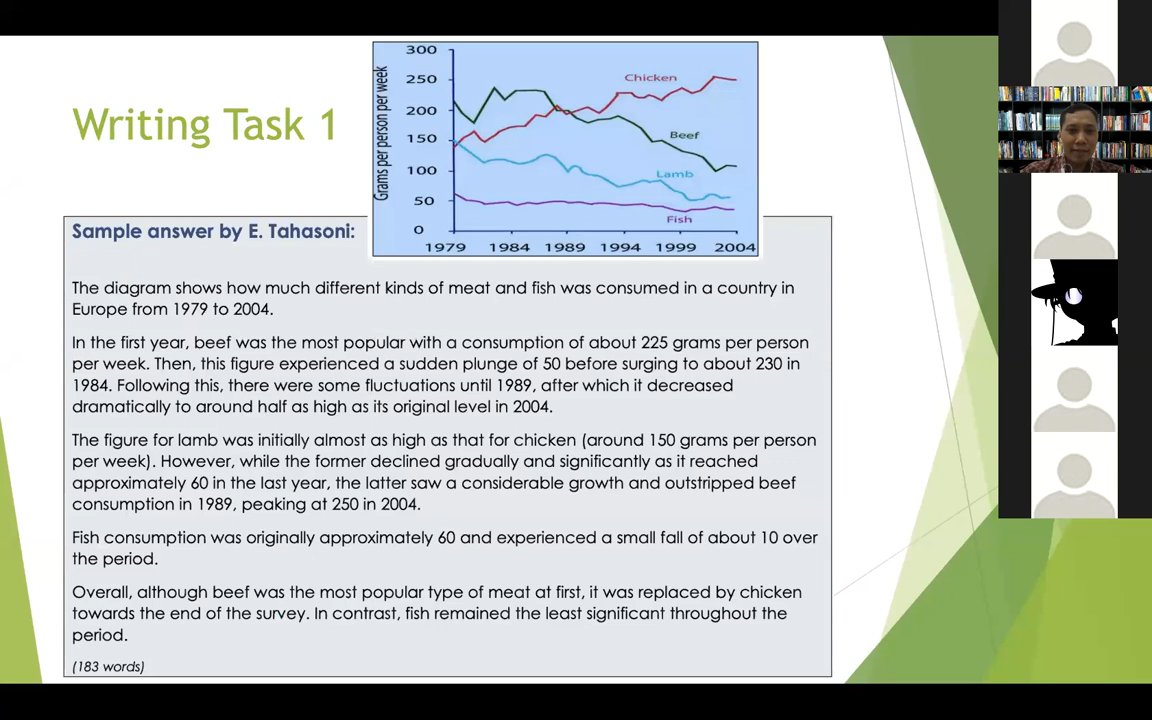 Writing Task 1
Grams per person per week
300
250
200
150
100
50
0
Chicken
Beef
Lamb
Fish
1979 1984 1989 1994 1999 2004
Sample answer by E. Tahasoni:
The diagram shows how much different kinds of meat and fish was consumed in a country in
Europe from 1979 to 2004.
In the first year, beef was the most popular with a consumption of about 225 grams per person
per week. Then, this figure experienced a sudden plunge of 50 before surging to about 230 in
1984. Following this, there were some fluctuations until 1989, after which it decreased
dramatically to around half as high as its original level in 2004.
The figure for lamb was initially almost as high as that for chicken (around 150 grams per person
per week). However, while the former declined gradually and significantly as it reached
approximately 60 in the last year, the latter saw a considerable growth and outstripped beef
consumption in 1989, peaking at 250 in 2004.
Fish consumption was originally approximately 60 and experienced a small fall of about 10 over
the period.
Overall, although beef was the most popular type of meat at first, it was replaced by chicken
towards the end of the survey. In contrast, fish remained the least significant throughout the
period.
(183 words)